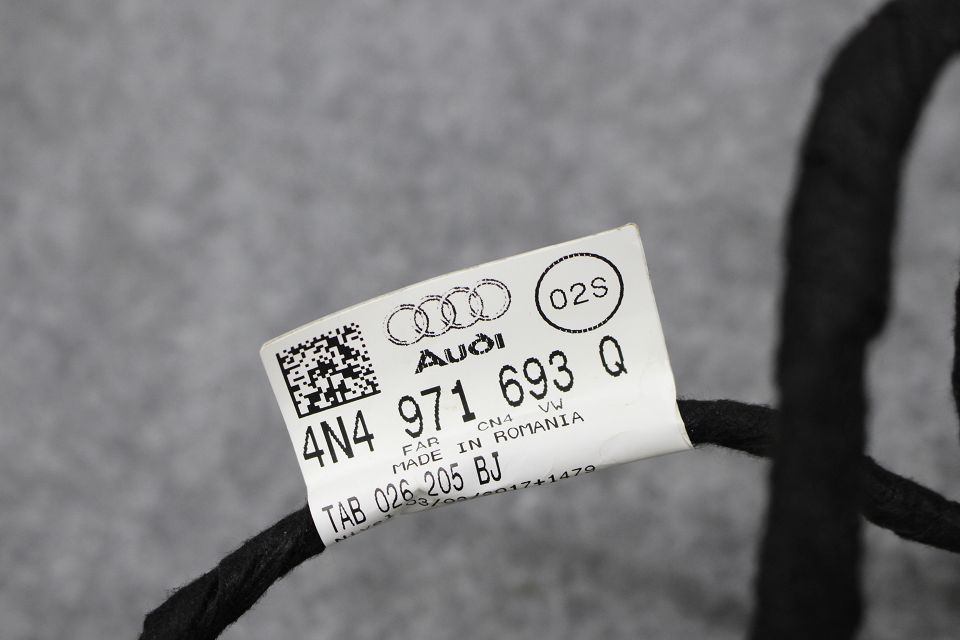 02S
Audi
4N4 971 693 Q
FAR CN4 VW
MADE IN ROMANIA
TAB 026 205 BJ